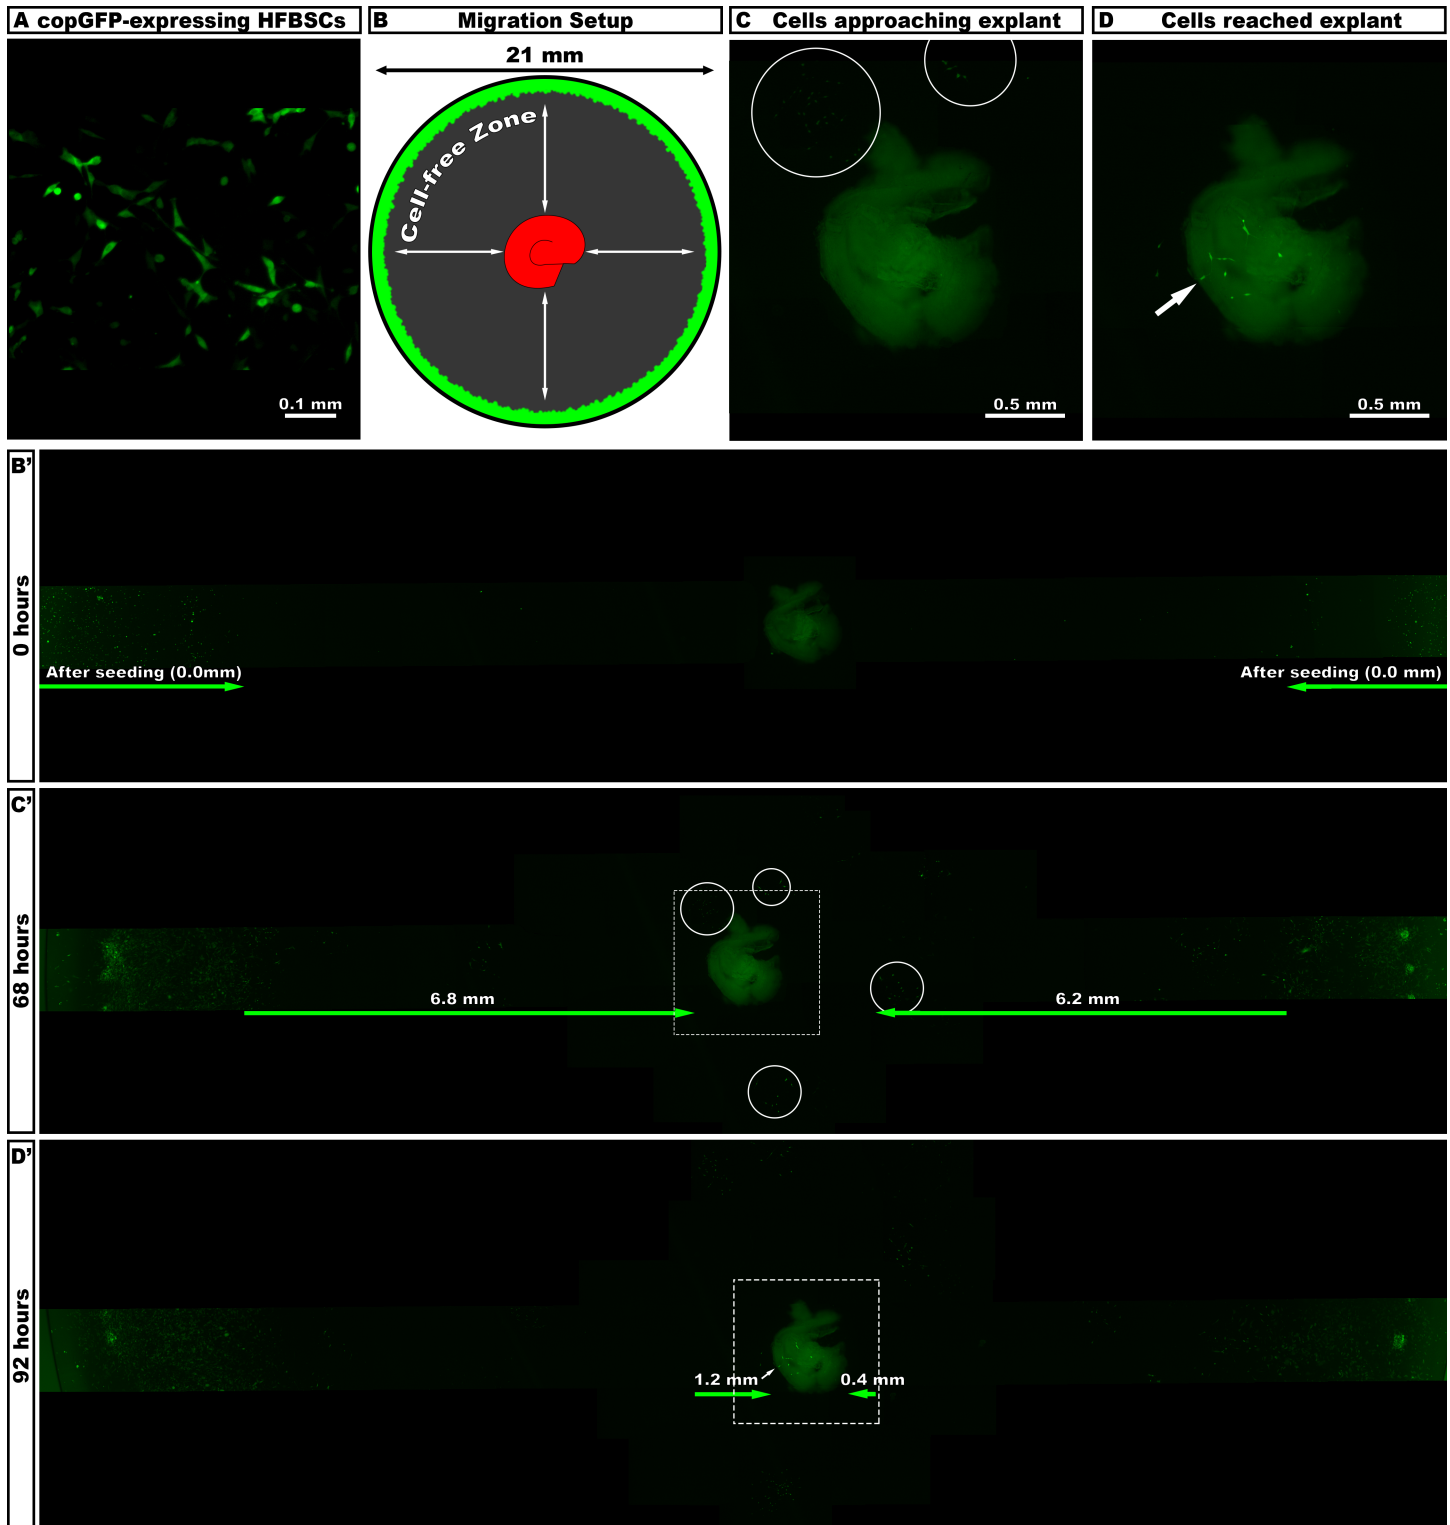 A copGFP-expressing HFBSCs
0.1 mm
B Migration Setup
21 mm
Cell-free Zone
C Cells approaching explant
0.5 mm
D Cells reached explant
0.5 mm
B’
0 hours
After seeding (0.0mm)
After seeding (0.0 mm)
C’
68 hours
6.8 mm
6.2 mm
D’
92 hours
1.2 mm
0.4 mm